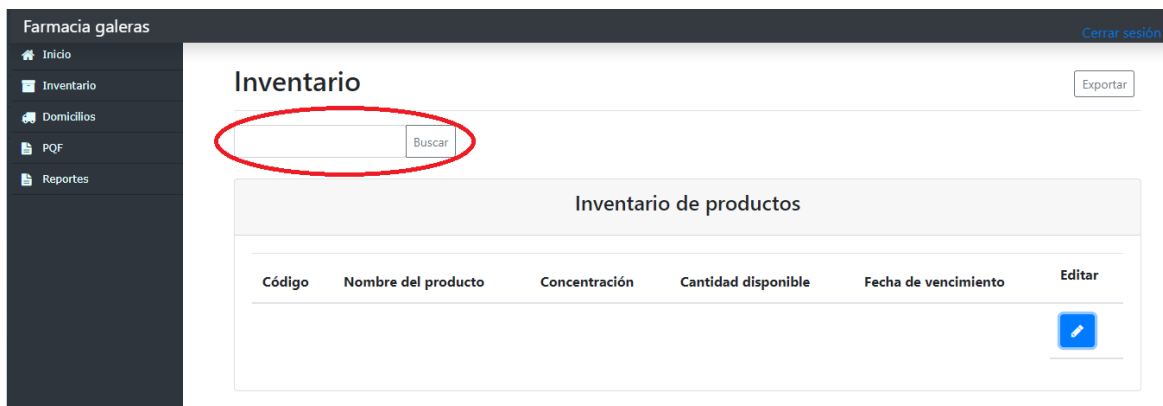 Farmacia galeras
Cerrar sesión
Inicio
Inventario
Domicilios
PQF
Reportes
Inventario
Exportar
Buscar
Inventario de productos
Código Nombre del producto Concentración Cantidad disponible Fecha de vencimiento Editar